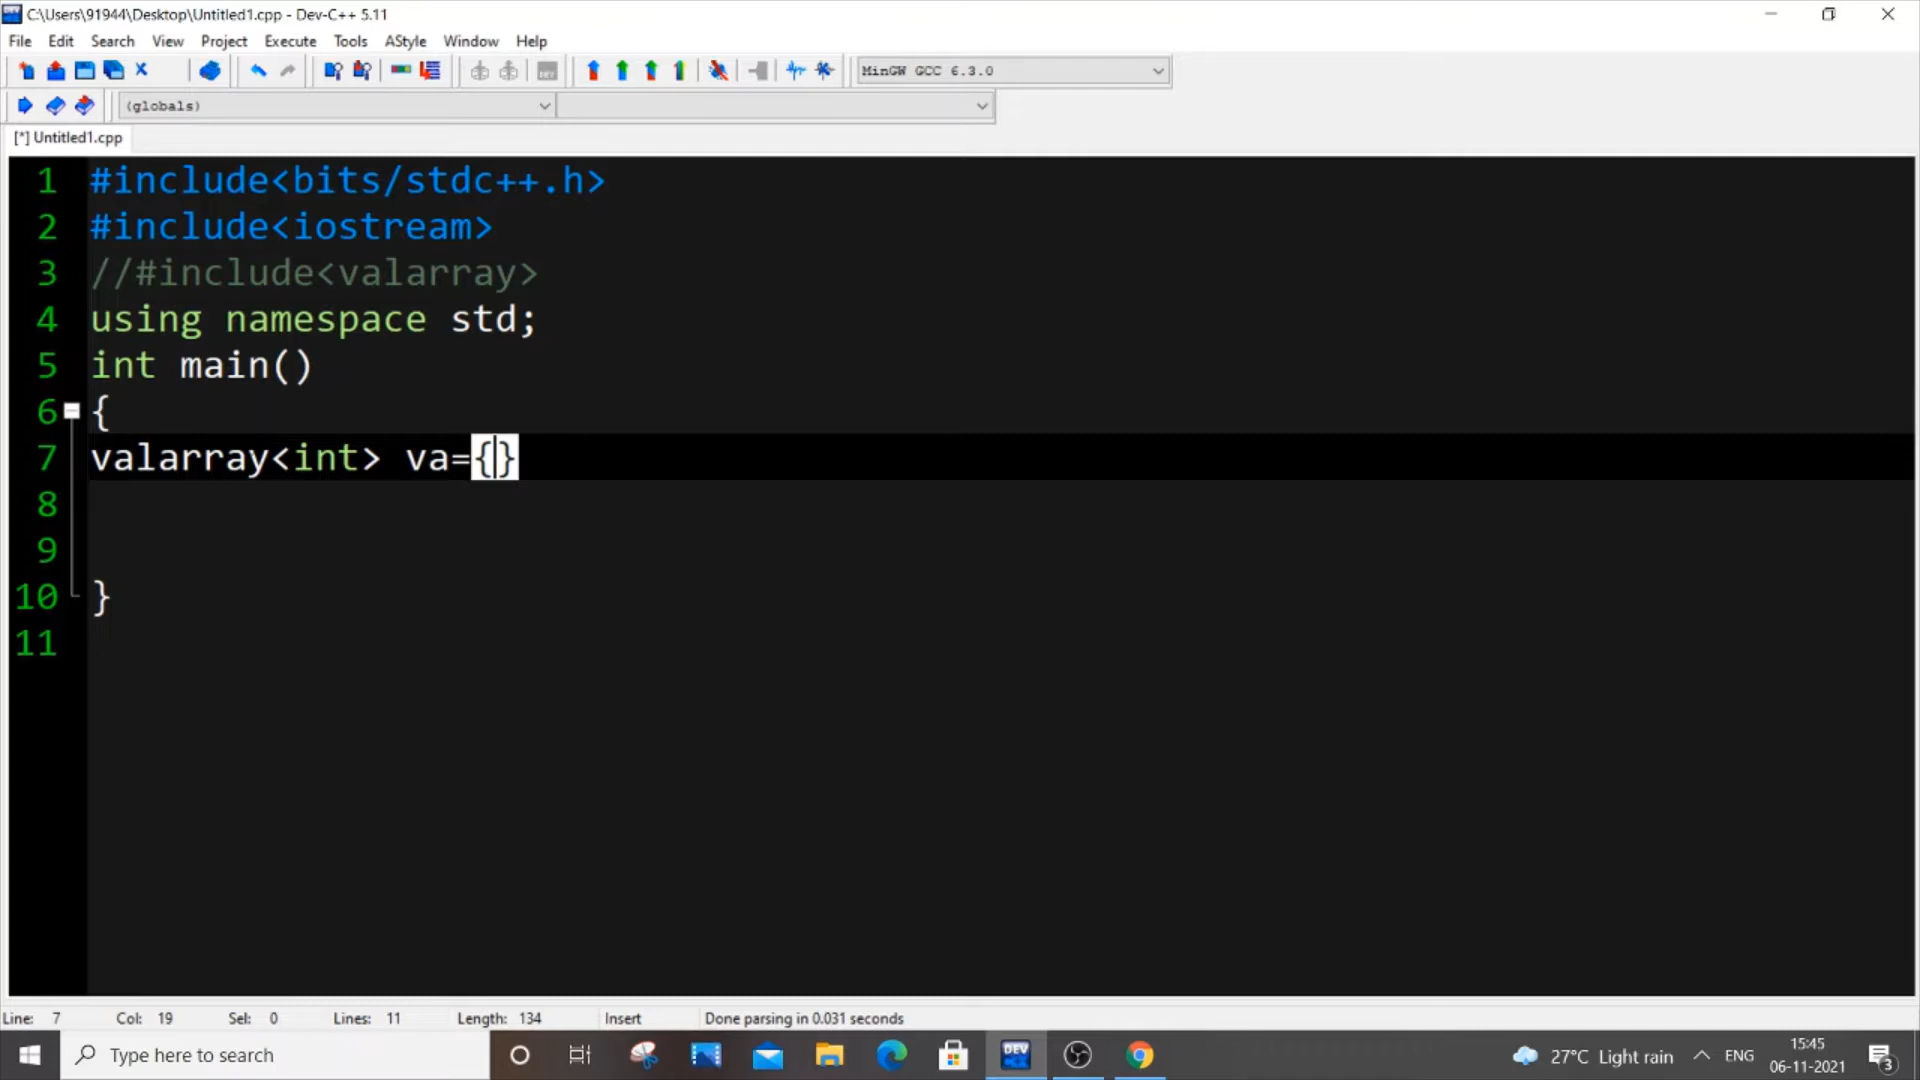 C:\Users\91944\Desktop\Untitled1.cpp - Dev-C++ 5.11
File Edit Search View Project Execute Tools AStyle Window Help
MinGW GCC 6.3.0
(globals)
[*] Untitled1.cpp
1 #include<bits/stdc++.h>
2 #include<iostream>
3 //#include<valarray>
4 using namespace std;
5 int main()
6 {
7 valarray<int> va={}
8
9
10 }
11
Line: 7 Col: 19 Sel: 0 Lines: 11 Length: 134 Insert Done parsing in 0.031 seconds
Type here to search DEV 27°C Light rain ENG 15:45
06-11-2021 3